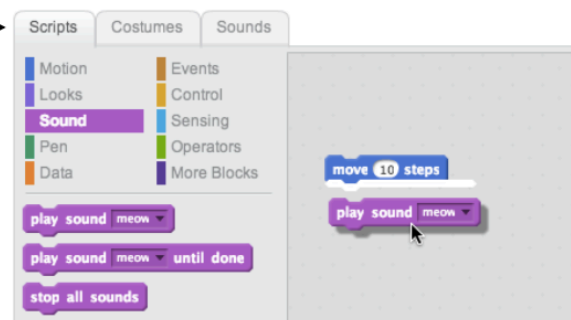 Scripts Costumes Sounds
Motion Events
Looks Control
Sound Sensing
Pen Operators
Data More Blocks
play sound meow
play sound meow until done
stop all sounds
move 10 steps
play sound meow